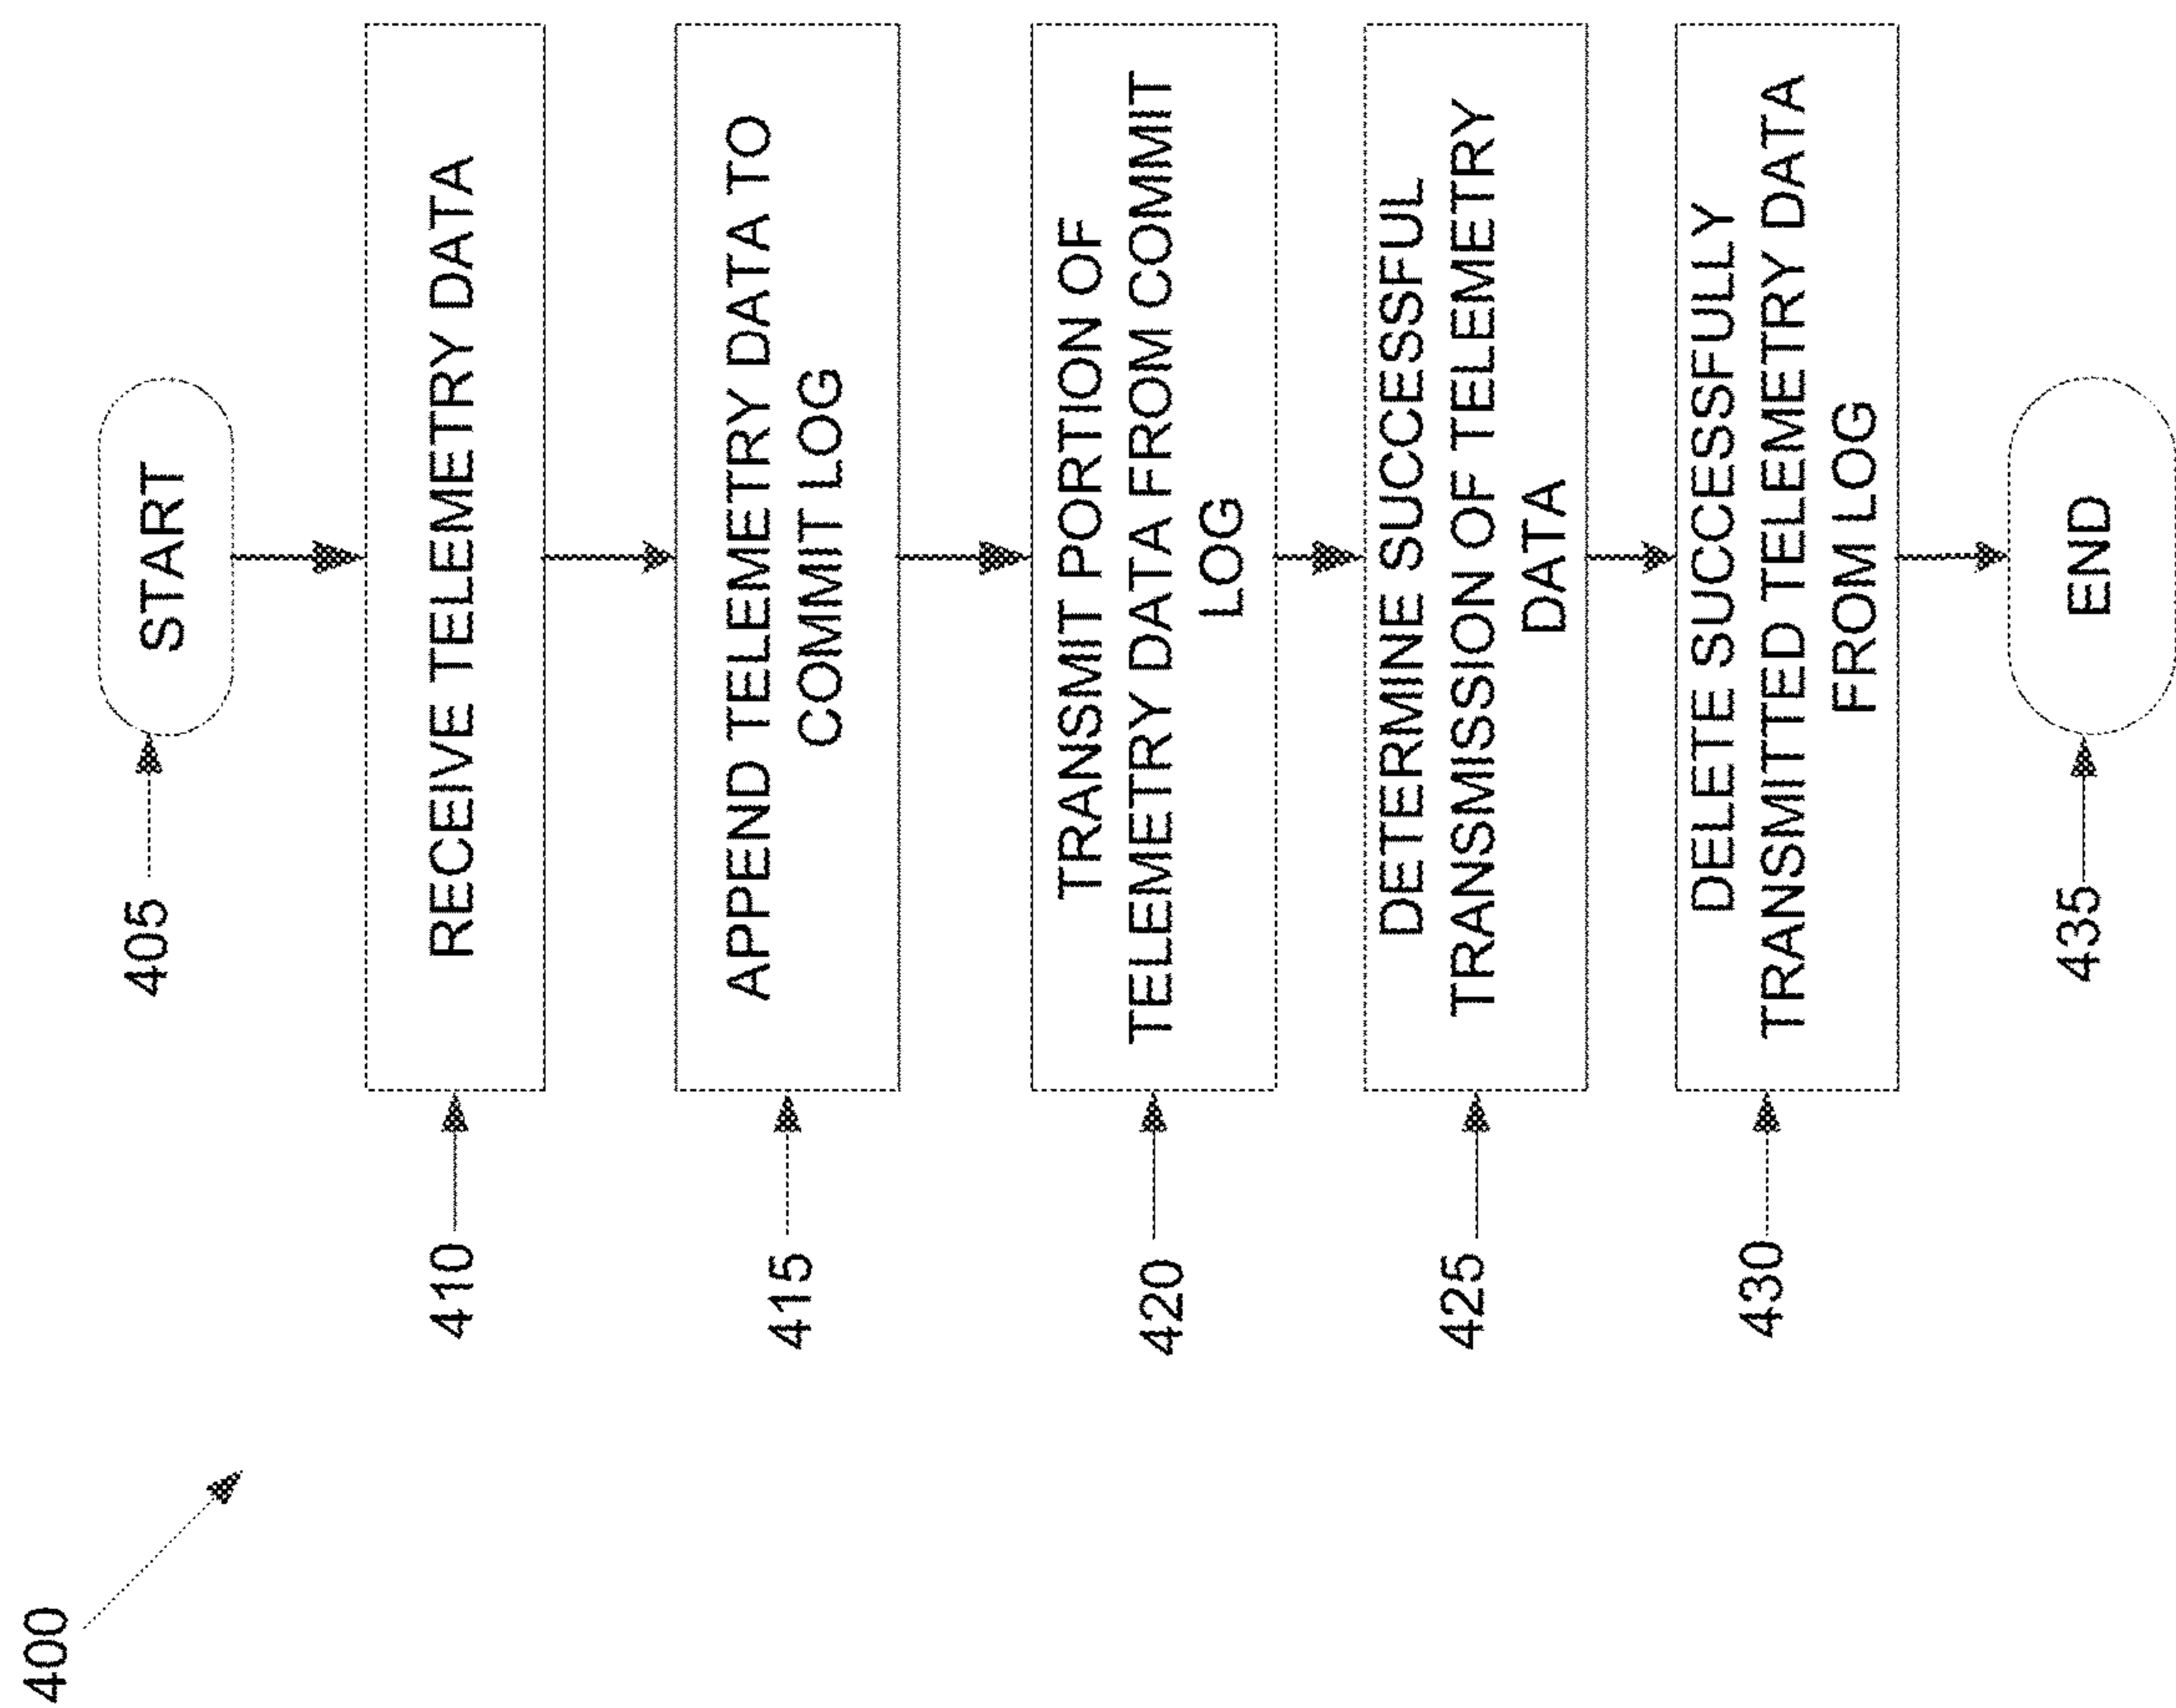 400
405
START
410
RECEIVE TELEMETRY DATA
415
APPEND TELEMETRY DATA TO
COMMIT LOG
420
TRANSMIT PORTION OF
TELEMETRY DATA FROM COMMIT
LOG
425
DETERMINE SUCCESSFUL
TRANSMISSION OF TELEMETRY
DATA
430
DELETE SUCCESSFULLY
TRANSMITTED TELEMETRY DATA
FROM LOG
435
END